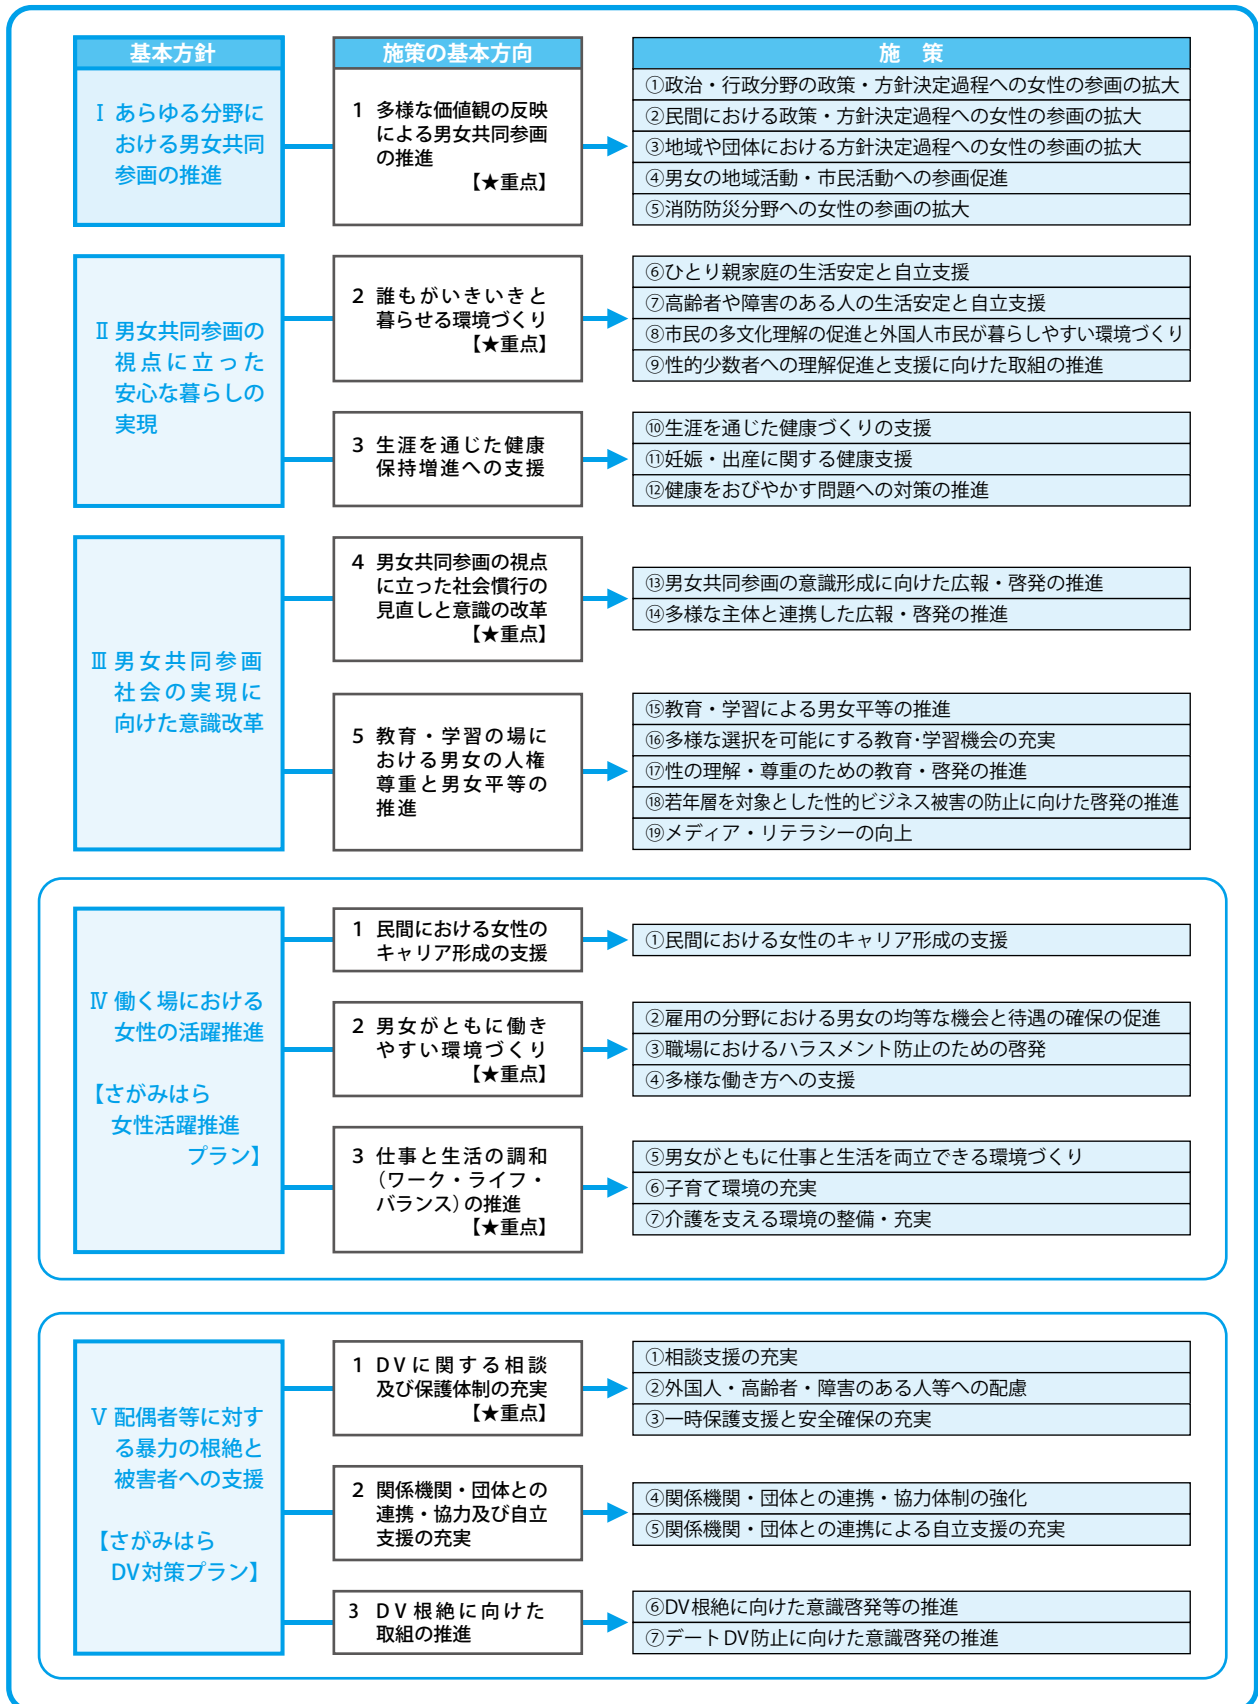 基本方針
施策の基本方向
施　策
Ⅰ あらゆる分野に
おける男女共同
参画の推進
1 多様な価値観の反映
による男女共同参画
の推進
【★重点】
①政治・行政分野の政策・方針決定過程への女性の参画の拡大
②民間における政策・方針決定過程への女性の参画の拡大
③地域や団体における方針決定過程への女性の参画の拡大
④男女の地域活動・市民活動への参画促進
⑤消防防災分野への女性の参画の拡大
Ⅱ 男女共同参画の
視点に立った
安心な暮らしの
実現
2 誰もがいきいきと
暮らせる環境づくり
【★重点】
⑥ひとり親家庭の生活安定と自立支援
⑦高齢者や障害のある人の生活安定と自立支援
⑧市民の多文化理解の促進と外国人市民が暮らしやすい環境づくり
⑨性的少数者への理解促進と支援に向けた取組の推進
3 生涯を通じた健康
保持増進への支援
⑩生涯を通じた健康づくりの支援
⑪妊娠・出産に関する健康支援
⑫健康をおびやかす問題への対策の推進
Ⅲ 男女共同参画
社会の実現に
向けた意識改革
4 男女共同参画の視点
に立った社会慣行の
見直しと意識の改革
【★重点】
⑬男女共同参画の意識形成に向けた広報・啓発の推進
⑭多様な主体と連携した広報・啓発の推進
5 教育・学習の場に
おける男女の人権
尊重と男女平等の
推進
⑮教育・学習による男女平等の推進
⑯多様な選択を可能にする教育・学習機会の充実
⑰性の理解・尊重のための教育・啓発の推進
⑱若年層を対象とした性的ビジネス被害の防止に向けた啓発の推進
⑲メディア・リテラシーの向上
Ⅳ 働く場における
女性の活躍推進
【さがみはら
女性活躍推進
プラン】
1 民間における女性の
キャリア形成の支援
①民間における女性のキャリア形成の支援
2 男女がともに働き
やすい環境づくり
【★重点】
②雇用の分野における男女の均等な機会と待遇の確保の促進
③職場におけるハラスメント防止のための啓発
④多様な働き方への支援
3 仕事と生活の調和
（ワーク・ライフ・
バランス）の推進
【★重点】
⑤男女がともに仕事と生活を両立できる環境づくり
⑥子育て環境の充実
⑦介護を支える環境の整備・充実
Ⅴ 配偶者等に対す
る暴力の根絶と
被害者への支援
【さがみはら
DV対策プラン】
1 DVに関する相談
及び保護体制の充実
【★重点】
①相談支援の充実
②外国人・高齢者・障害のある人等への配慮
③一時保護支援と安全確保の充実
2 関係機関・団体との
連携・協力及び自立
支援の充実
④関係機関・団体との連携・協力体制の強化
⑤関係機関・団体との連携による自立支援の充実
3 DV根絶に向けた
取組の推進
⑥DV根絶に向けた意識啓発等の推進
⑦デートDV防止に向けた意識啓発の推進